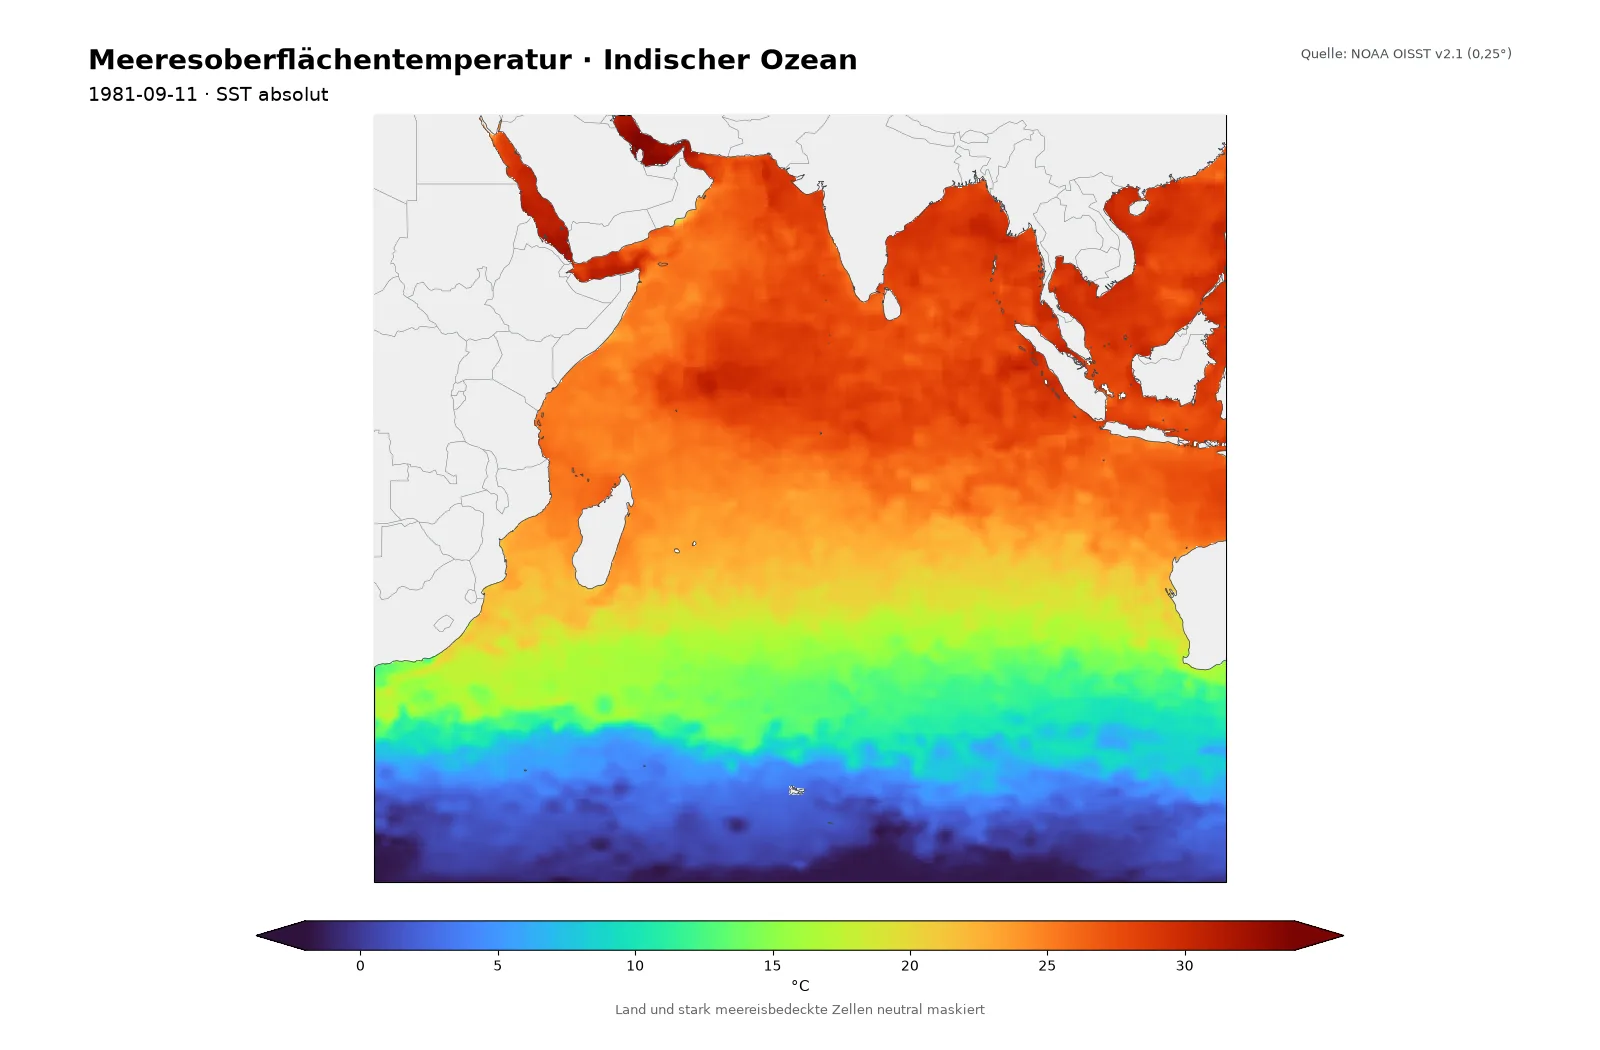 Meeresoberflächentemperatur · Indischer Ozean
Quelle: NOAA OISST v2.1 (0,25°)
1981-09-11 · SST absolut
0 5 10 15 20 25 30
°C
Land und stark meereisbedeckte Zellen neutral maskiert